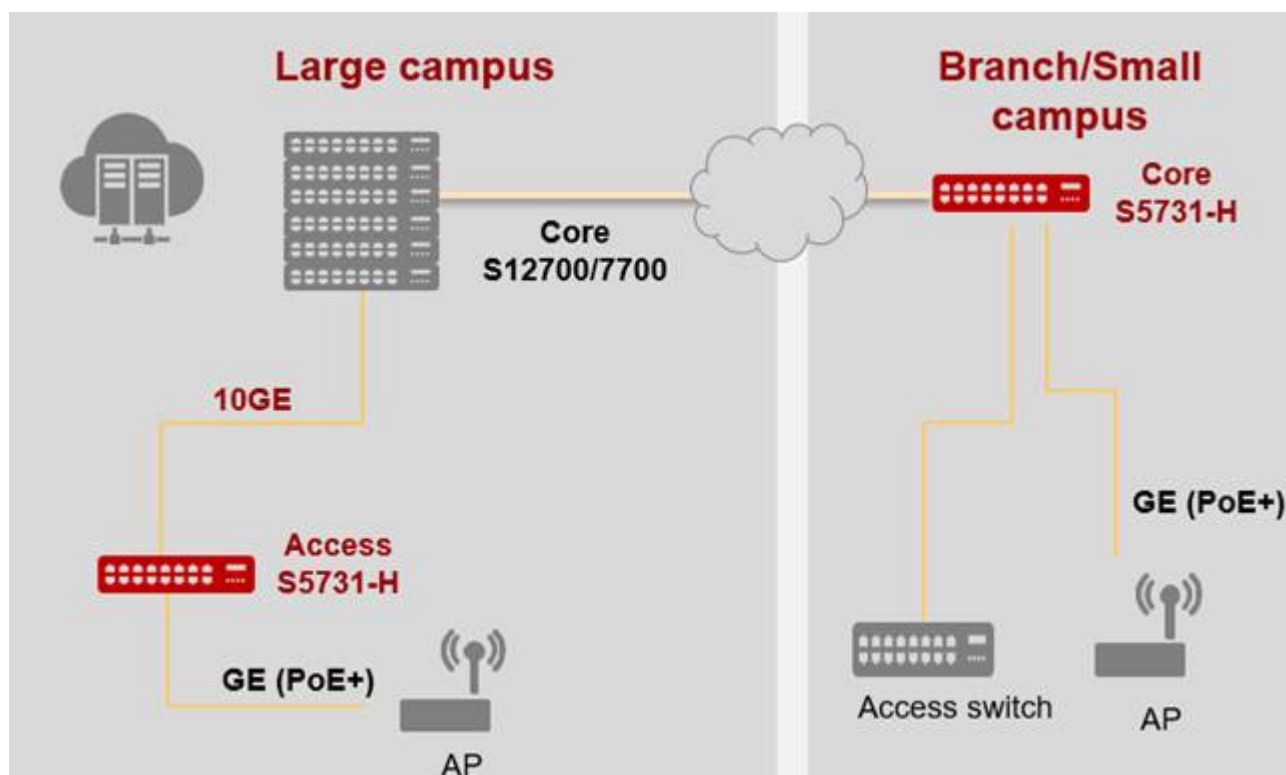 Large campus
Core
S12700/7700
10GE
Access
S5731-H
GE (PoE+)
AP
Branch/Small
campus
Core
S5731-H
GE (PoE+)
Access switch
AP